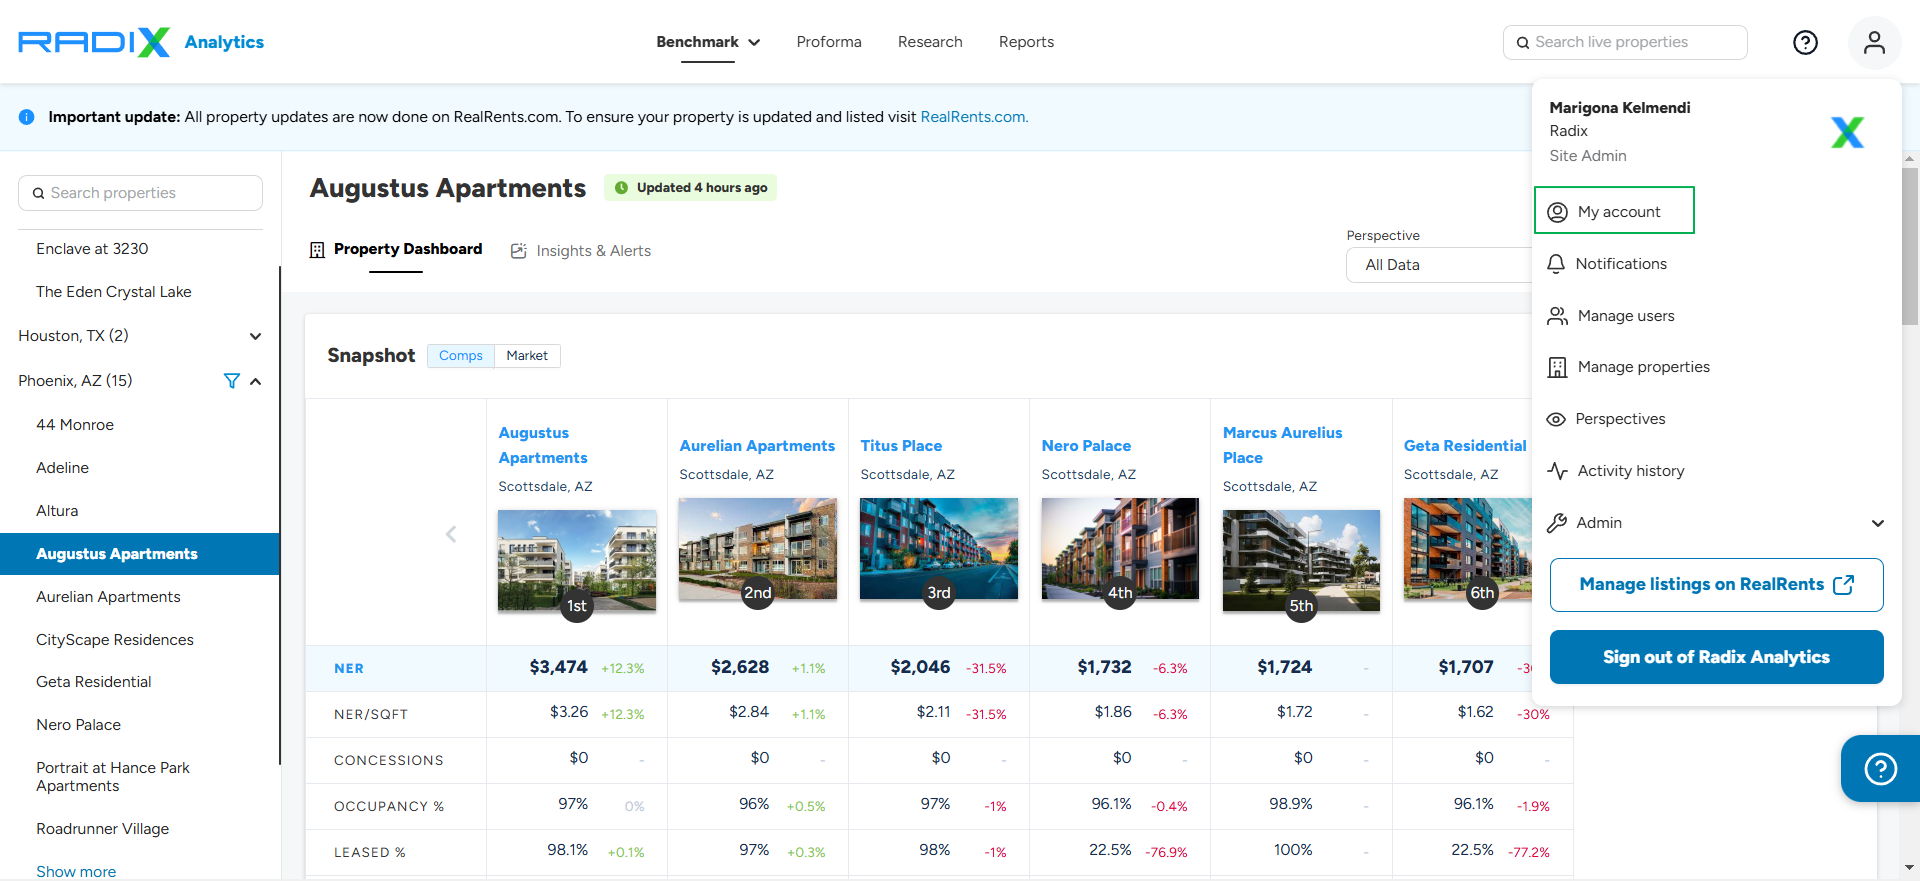 RADIX Analytics
Benchmark
Proforma
Research
Reports
Search live properties
Important update: All property updates are now done on RealRents.com. To ensure your property is updated and listed visit RealRents.com.
Marigona Kelmendi
Radix
Site Admin
My account
Notifications
Manage users
Manage properties
Perspectives
Activity history
Admin
Manage listings on RealRents
Sign out of Radix Analytics
Search properties
Enclave at 3230
The Eden Crystal Lake
Houston, TX (2)
Phoenix, AZ (15)
44 Monroe
Adeline
Altura
Augustus Apartments
Aurelian Apartments
CityScape Residences
Geta Residential
Nero Palace
Portrait at Hance Park
Apartments
Roadrunner Village
Show more
Augustus Apartments
Updated 4 hours ago
Property Dashboard
Insights & Alerts
Perspective
All Data
Snapshot
Comps
Market
Augustus
Apartments
Scottsdale, AZ
1st
Aurelian Apartments
Scottsdale, AZ
2nd
Titus Place
Scottsdale, AZ
3rd
Nero Palace
Scottsdale, AZ
4th
Marcus Aurelius
Place
Scottsdale, AZ
5th
Geta Residential
Scottsdale, AZ
6th
NER $3,474 +12.3% $2,628 +1.1% $2,046 -31.5% $1,732 -6.3% $1,724 - $1,707
NER/SQFT $3.26 +12.3% $2.84 +1.1% $2.11 -31.5% $1.86 -6.3% $1.72 - $1.62 -30%
CONCESSIONS $0 - $0 - $0 - $0 - $0 - $0 -
OCCUPANCY % 97% 0% 96% +0.5% 97% -1% 96.1% -0.4% 98.9% - 96.1% -1.9%
LEASED % 98.1% +0.1% 97% +0.3% 98% -1% 22.5% -76.9% 100% - 22.5% -77.2%